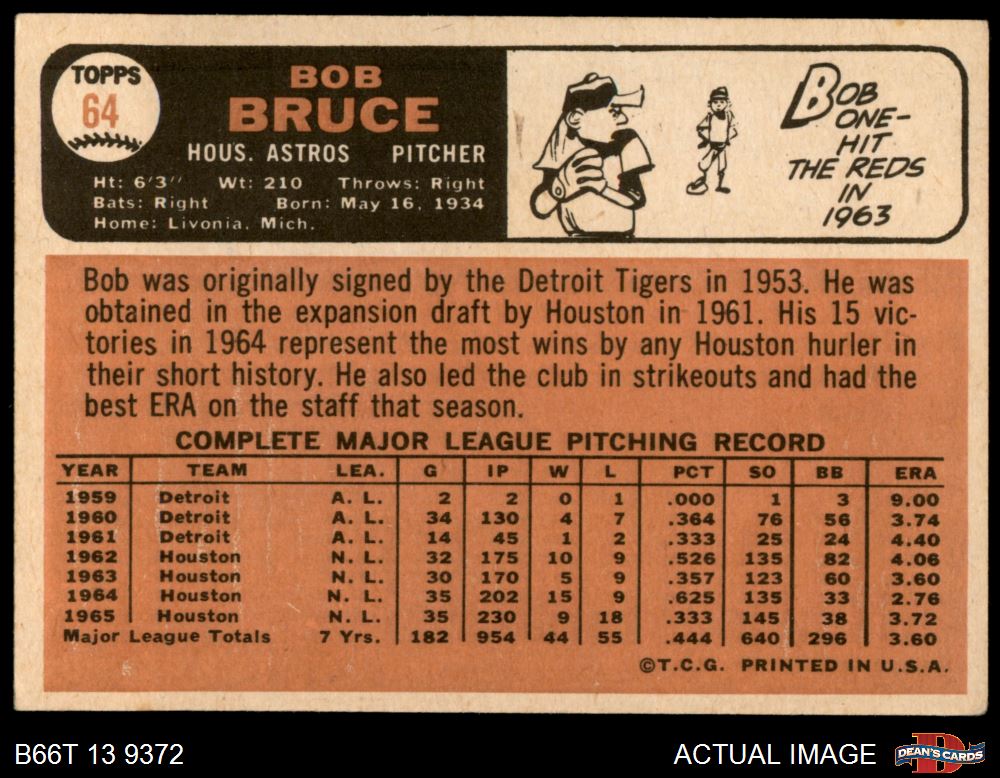 TOPPS
64
BOB
BRUCE
HOUS. ASTROS PITCHER
Ht: 6'3" Wt: 210 Throws: Right
Bats: Right Born: May 16, 1934
Home: Livonia, Mich.
BOB
ONE-
HIT
THE REDS
IN
1963
Bob was originally signed by the Detroit Tigers in 1953. He was
obtained in the expansion draft by Houston in 1961. His 15 vic-
tories in 1964 represent the most wins by any Houston hurler in
their short history. He also led the club in strikeouts and had the
best ERA on the staff that season.
COMPLETE MAJOR LEAGUE PITCHING RECORD
YEAR TEAM LEA. G IP W L PCT SO BB ERA
1959 Detroit A. L. 2 2 0 1 .000 1 3 9.00
1960 Detroit A. L. 34 130 4 7 .364 76 56 3.74
1961 Detroit A. L. 14 45 1 2 .333 25 24 4.40
1962 Houston N. L. 32 175 10 9 .526 135 82 4.06
1963 Houston N. L. 30 170 5 9 .357 123 60 3.60
1964 Houston N. L. 35 202 15 9 .625 135 33 2.76
1965 Houston N. L. 35 230 9 18 .333 145 38 3.72
Major League Totals 7 Yrs. 182 954 44 55 .444 640 296 3.60
©T.C.G. PRINTED IN U.S.A.
B66T 13 9372
ACTUAL IMAGE
DEAN'S CARDS